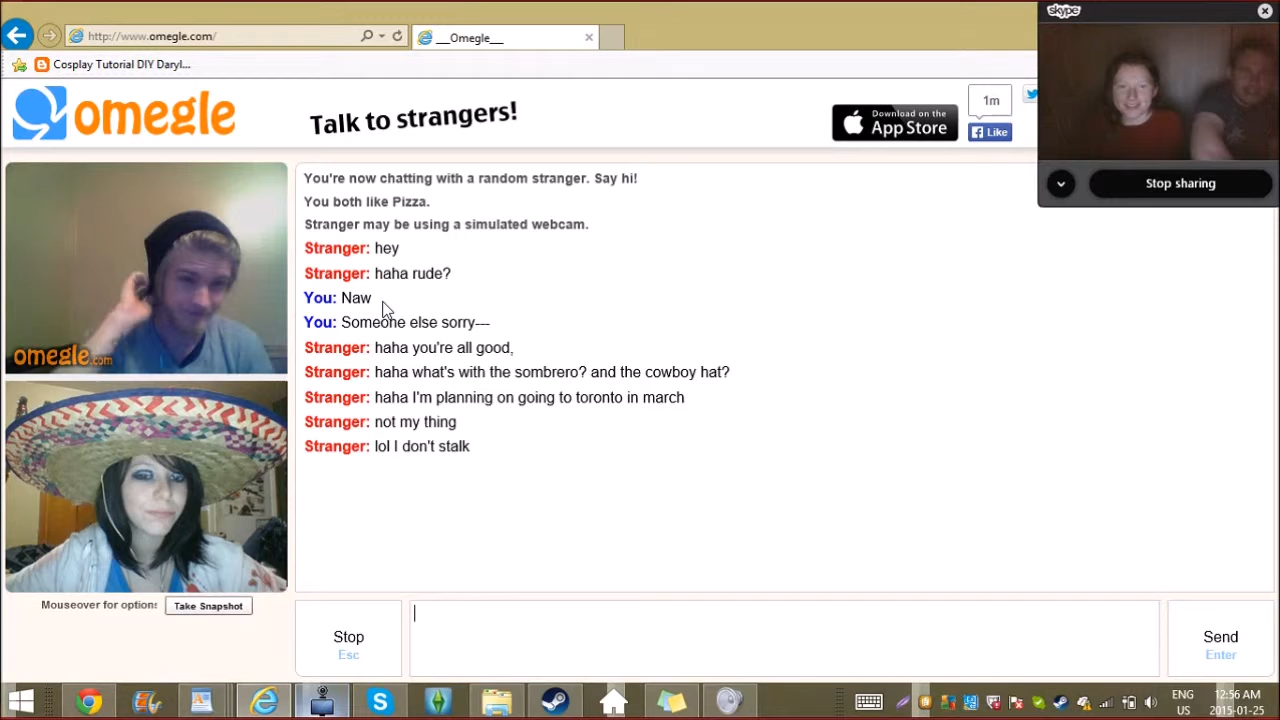 http://www.omegle.com/
__Omegle__
skype
Cosplay Tutorial DIY Daryl...
omegle
Talk to strangers!
Download on the
App Store
1m
Like
Stop sharing
You're now chatting with a random stranger. Say hi!
You both like Pizza.
Stranger may be using a simulated webcam.
Stranger: hey
Stranger: haha rude?
You: Naw
You: Someone else sorry---
Stranger: haha you're all good,
Stranger: haha what's with the sombrero? and the cowboy hat?
Stranger: haha I'm planning on going to toronto in march
Stranger: not my thing
Stranger: lol I don't stalk
omegle.com
Mouseover for options
Take Snapshot
Stop
Esc
Send
Enter
ENG
US
12:56 AM
2015-01-25